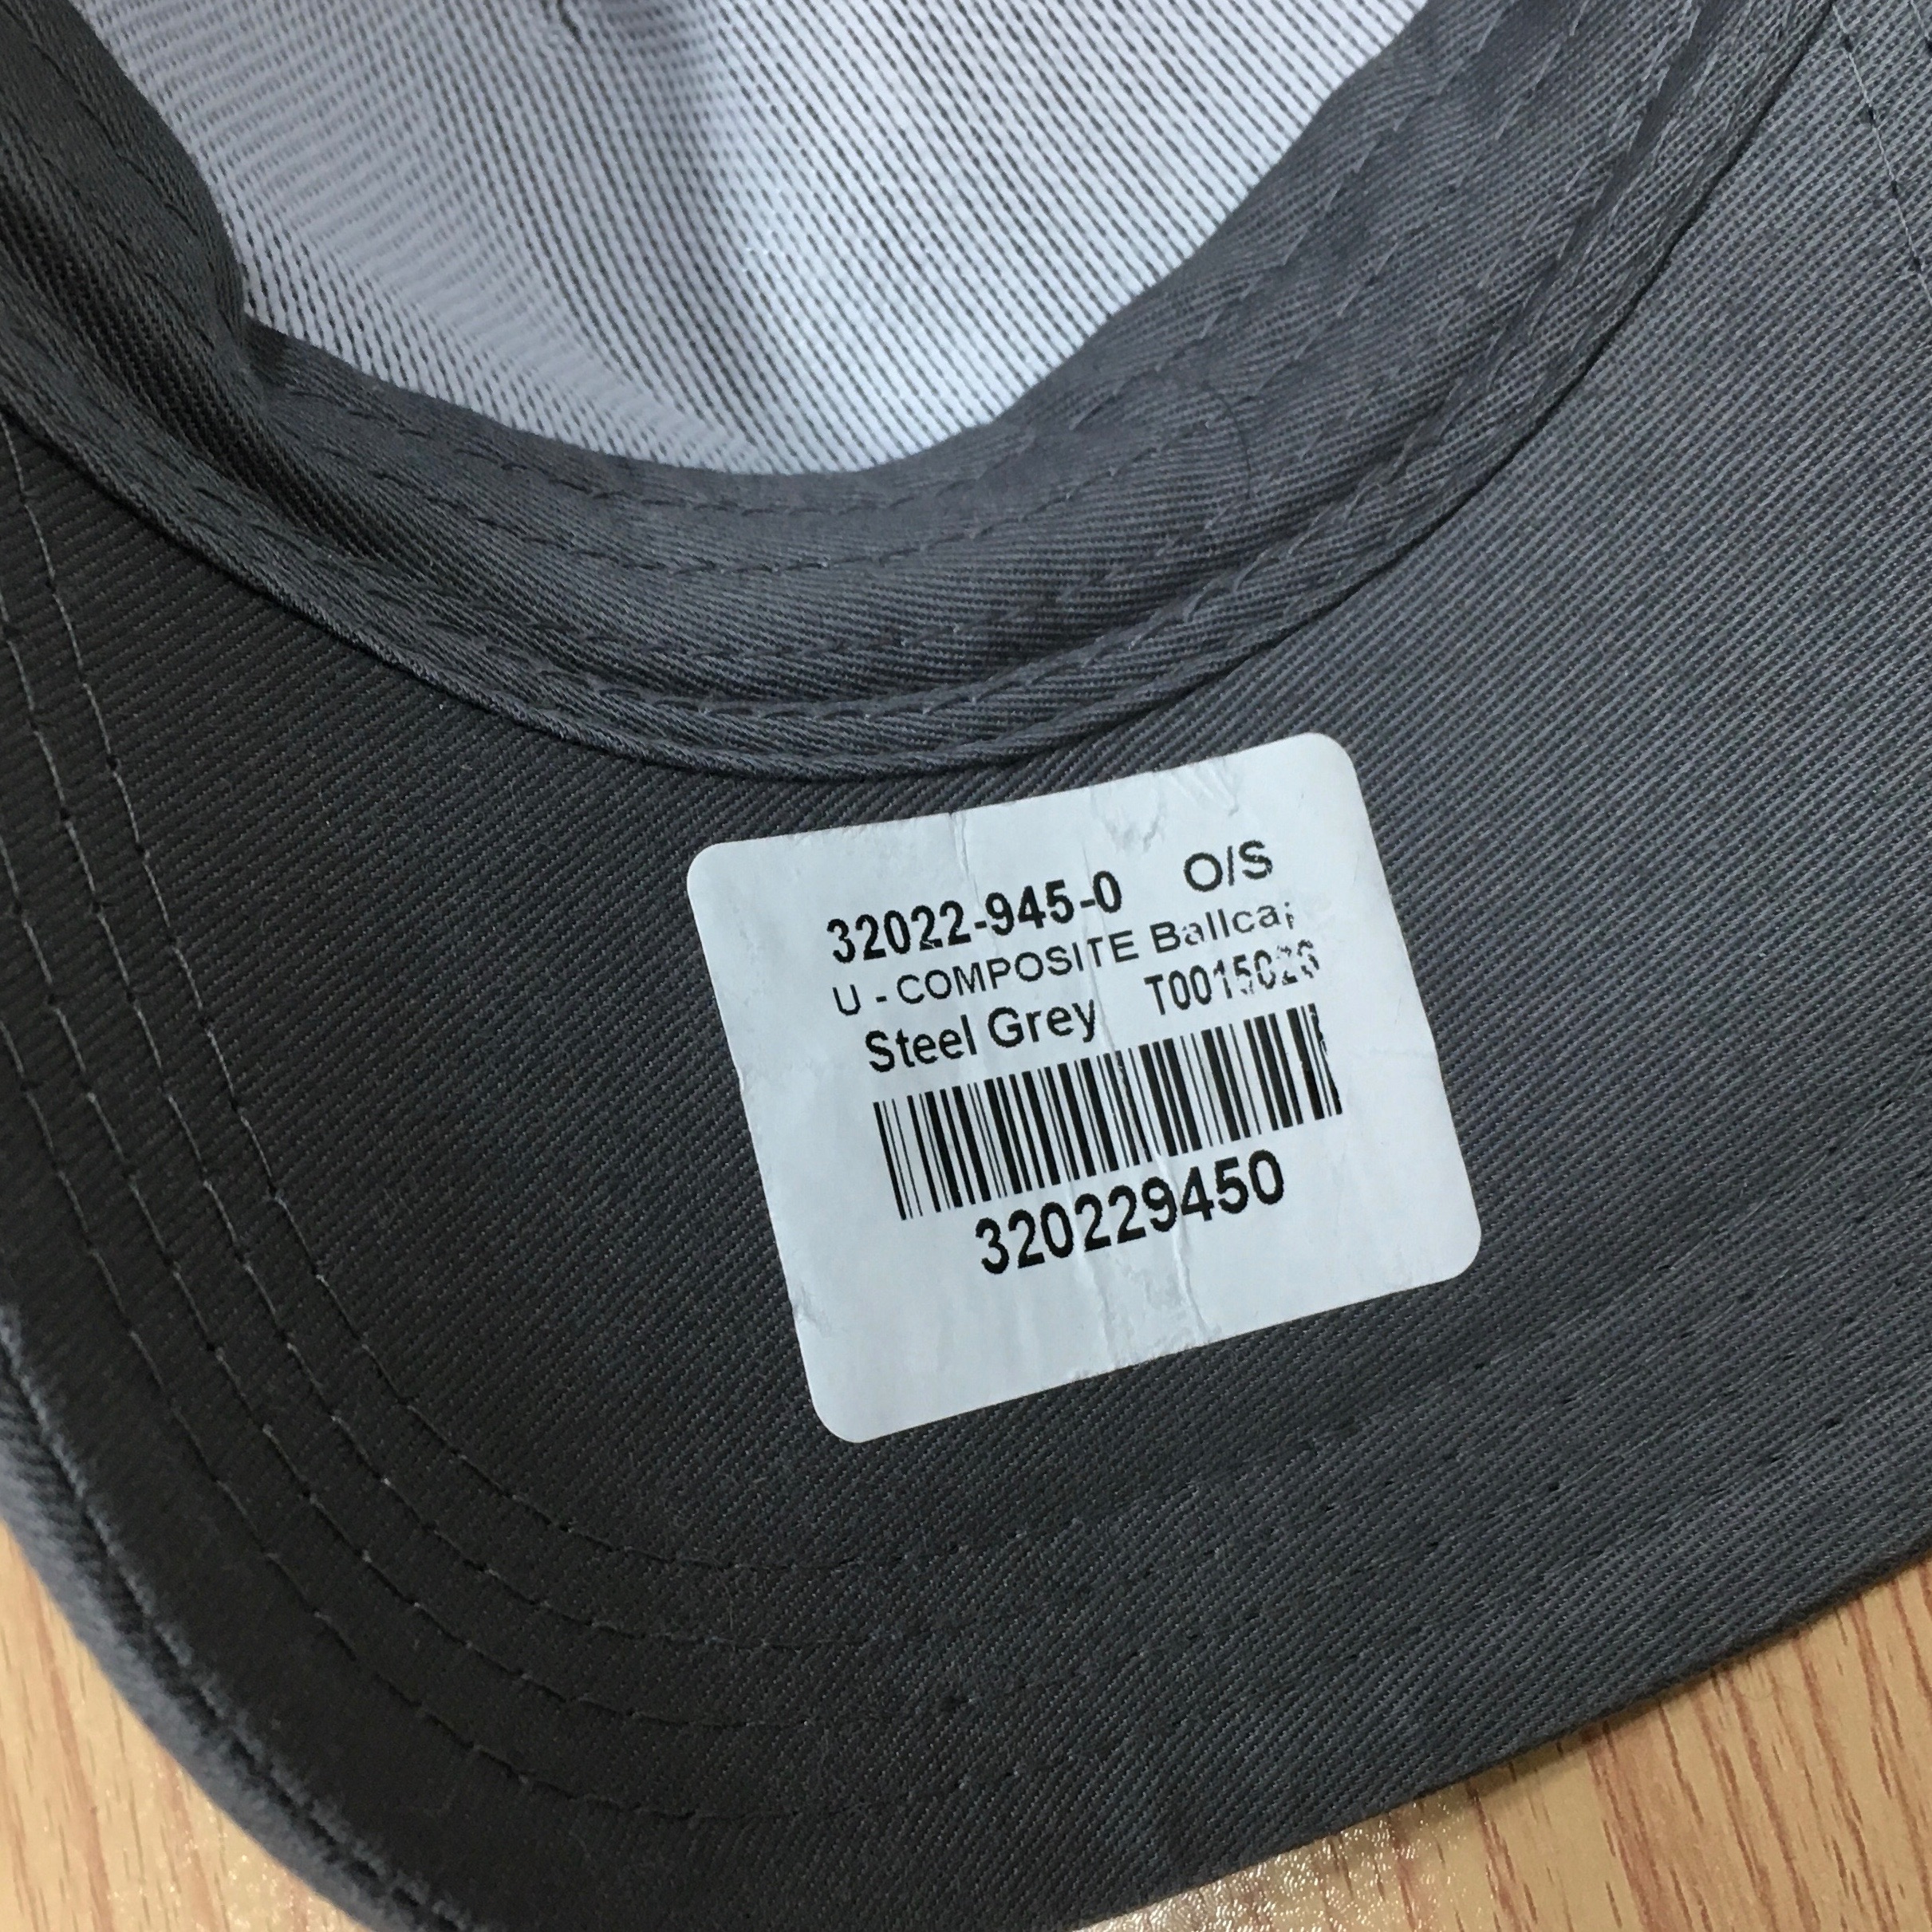 32022-945-0 O/S
U - COMPOSITE Ballcap
Steel Grey T0015026
320229450